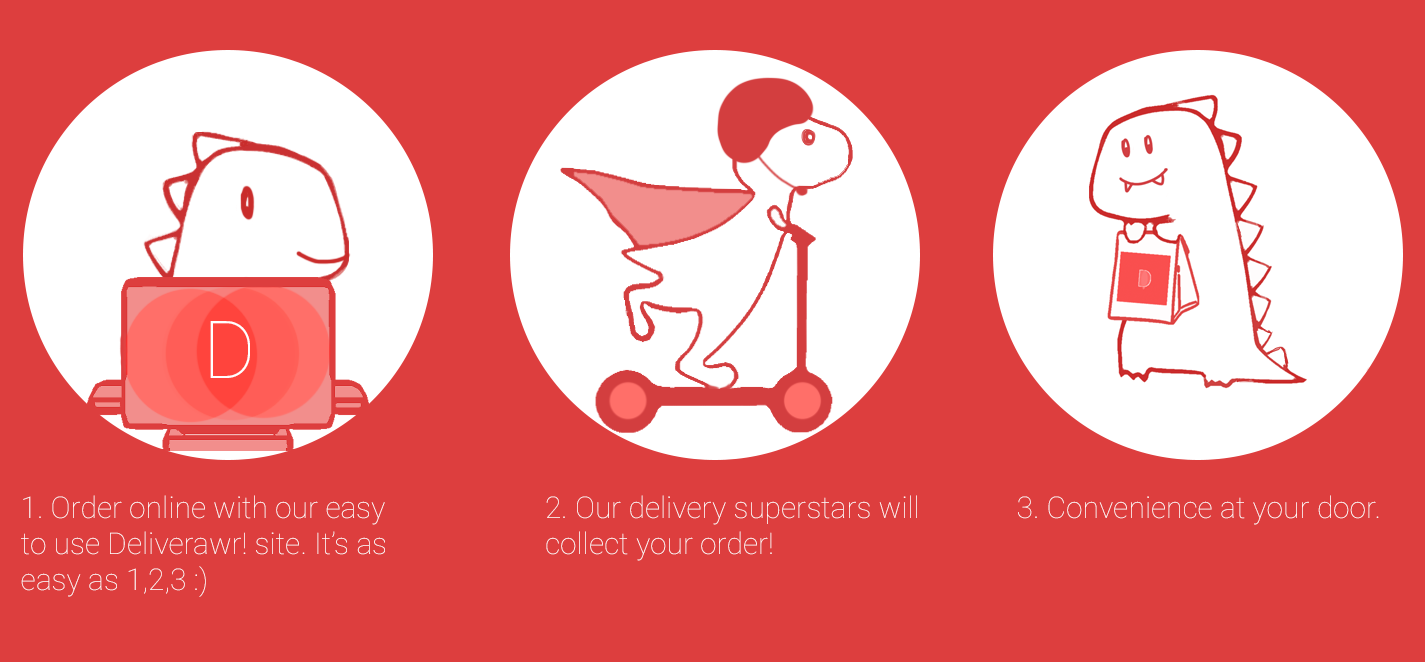 D
D
1. Order online with our easy
to use Deliverawr! site. It's as
easy as 1,2,3 :)
2. Our delivery superstars will
collect your order!
3. Convenience at your door.